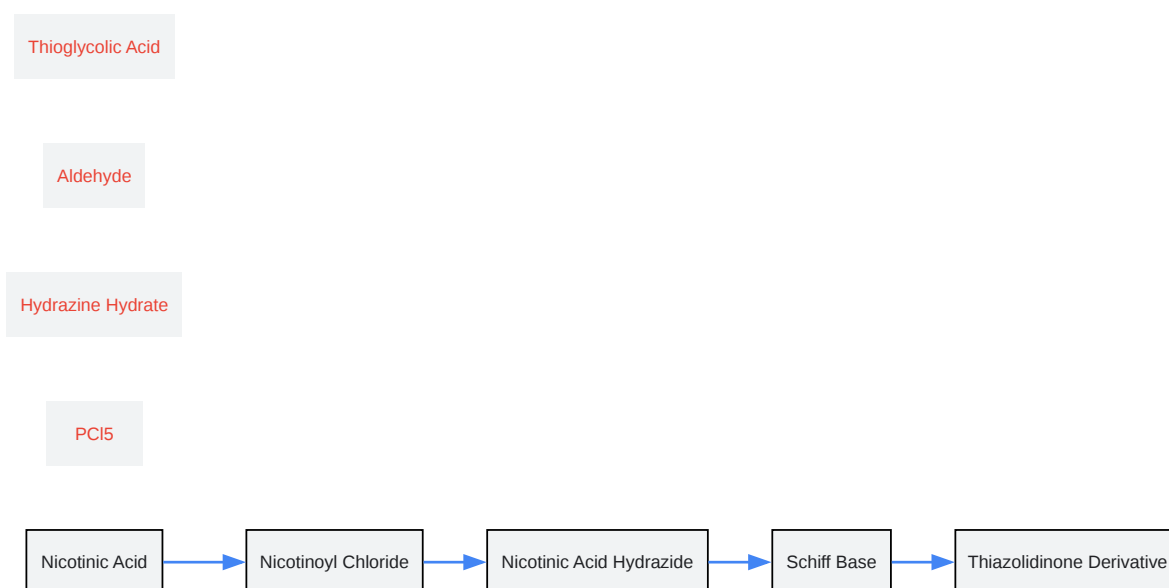 Thioglycolic Acid
Aldehyde
Hydrazine Hydrate
PCl5
Nicotinic Acid
Nicotinoyl Chloride
Nicotinic Acid Hydrazide
Schiff Base
Thiazolidinone Derivative